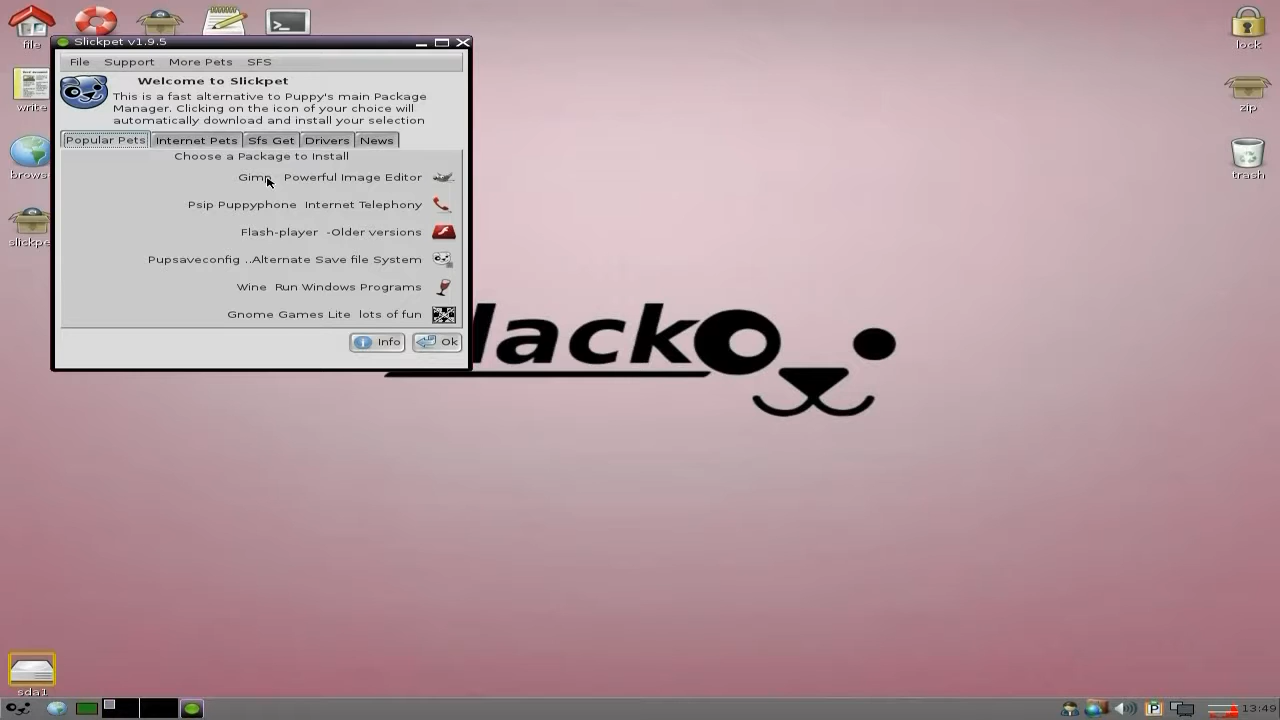 file
write
brows
slickpe
sda1
Slickpet v1.9.5
File Support More Pets SFS
Welcome to Slickpet
This is a fast alternative to Puppy's main Package
Manager. Clicking on the icon of your choice will
automatically download and install your selection
Popular Pets Internet Pets Sfs Get Drivers News
Choose a Package to Install
Gimp Powerful Image Editor
Psip Puppyphone Internet Telephony
Flash-player -Older versions
Pupsaveconfig ..Alternate Save file System
Wine Run Windows Programs
Gnome Games Lite lots of fun
Info Ok
lacko
lock
zip
trash
13:49